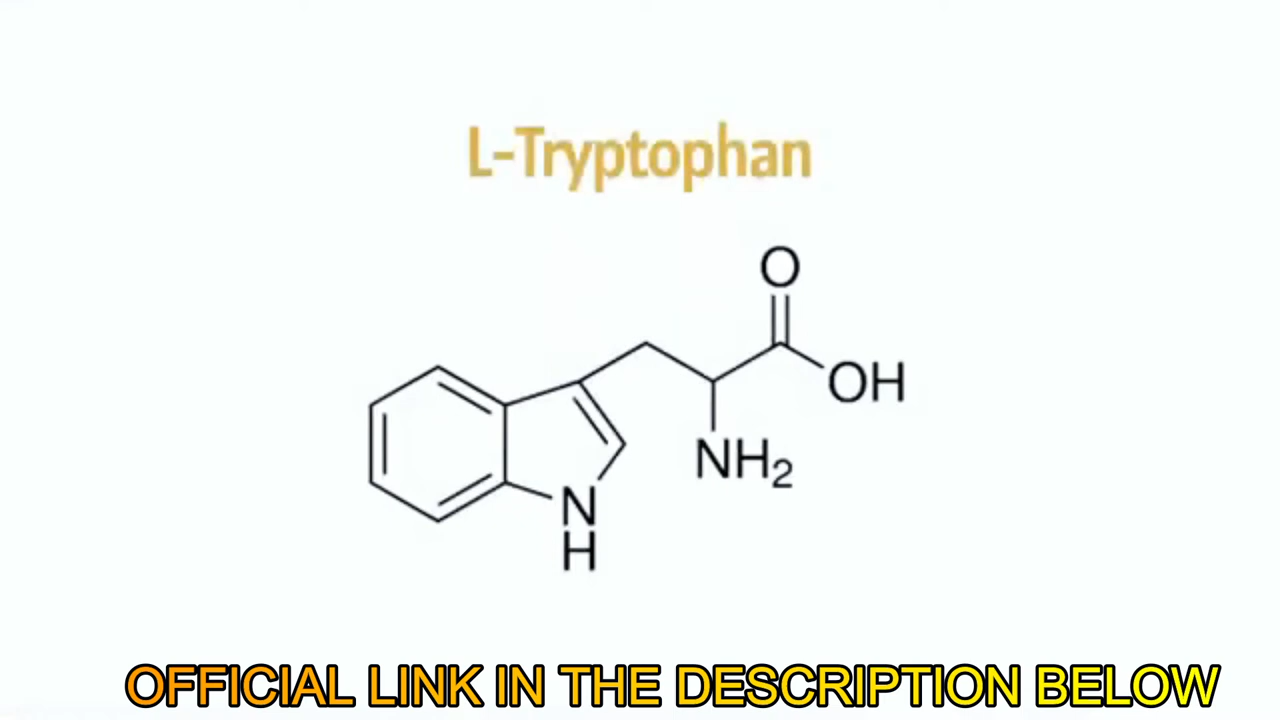 L-Tryptophan
O
OH
NH₂
N
H
OFFICIAL LINK IN THE DESCRIPTION BELOW